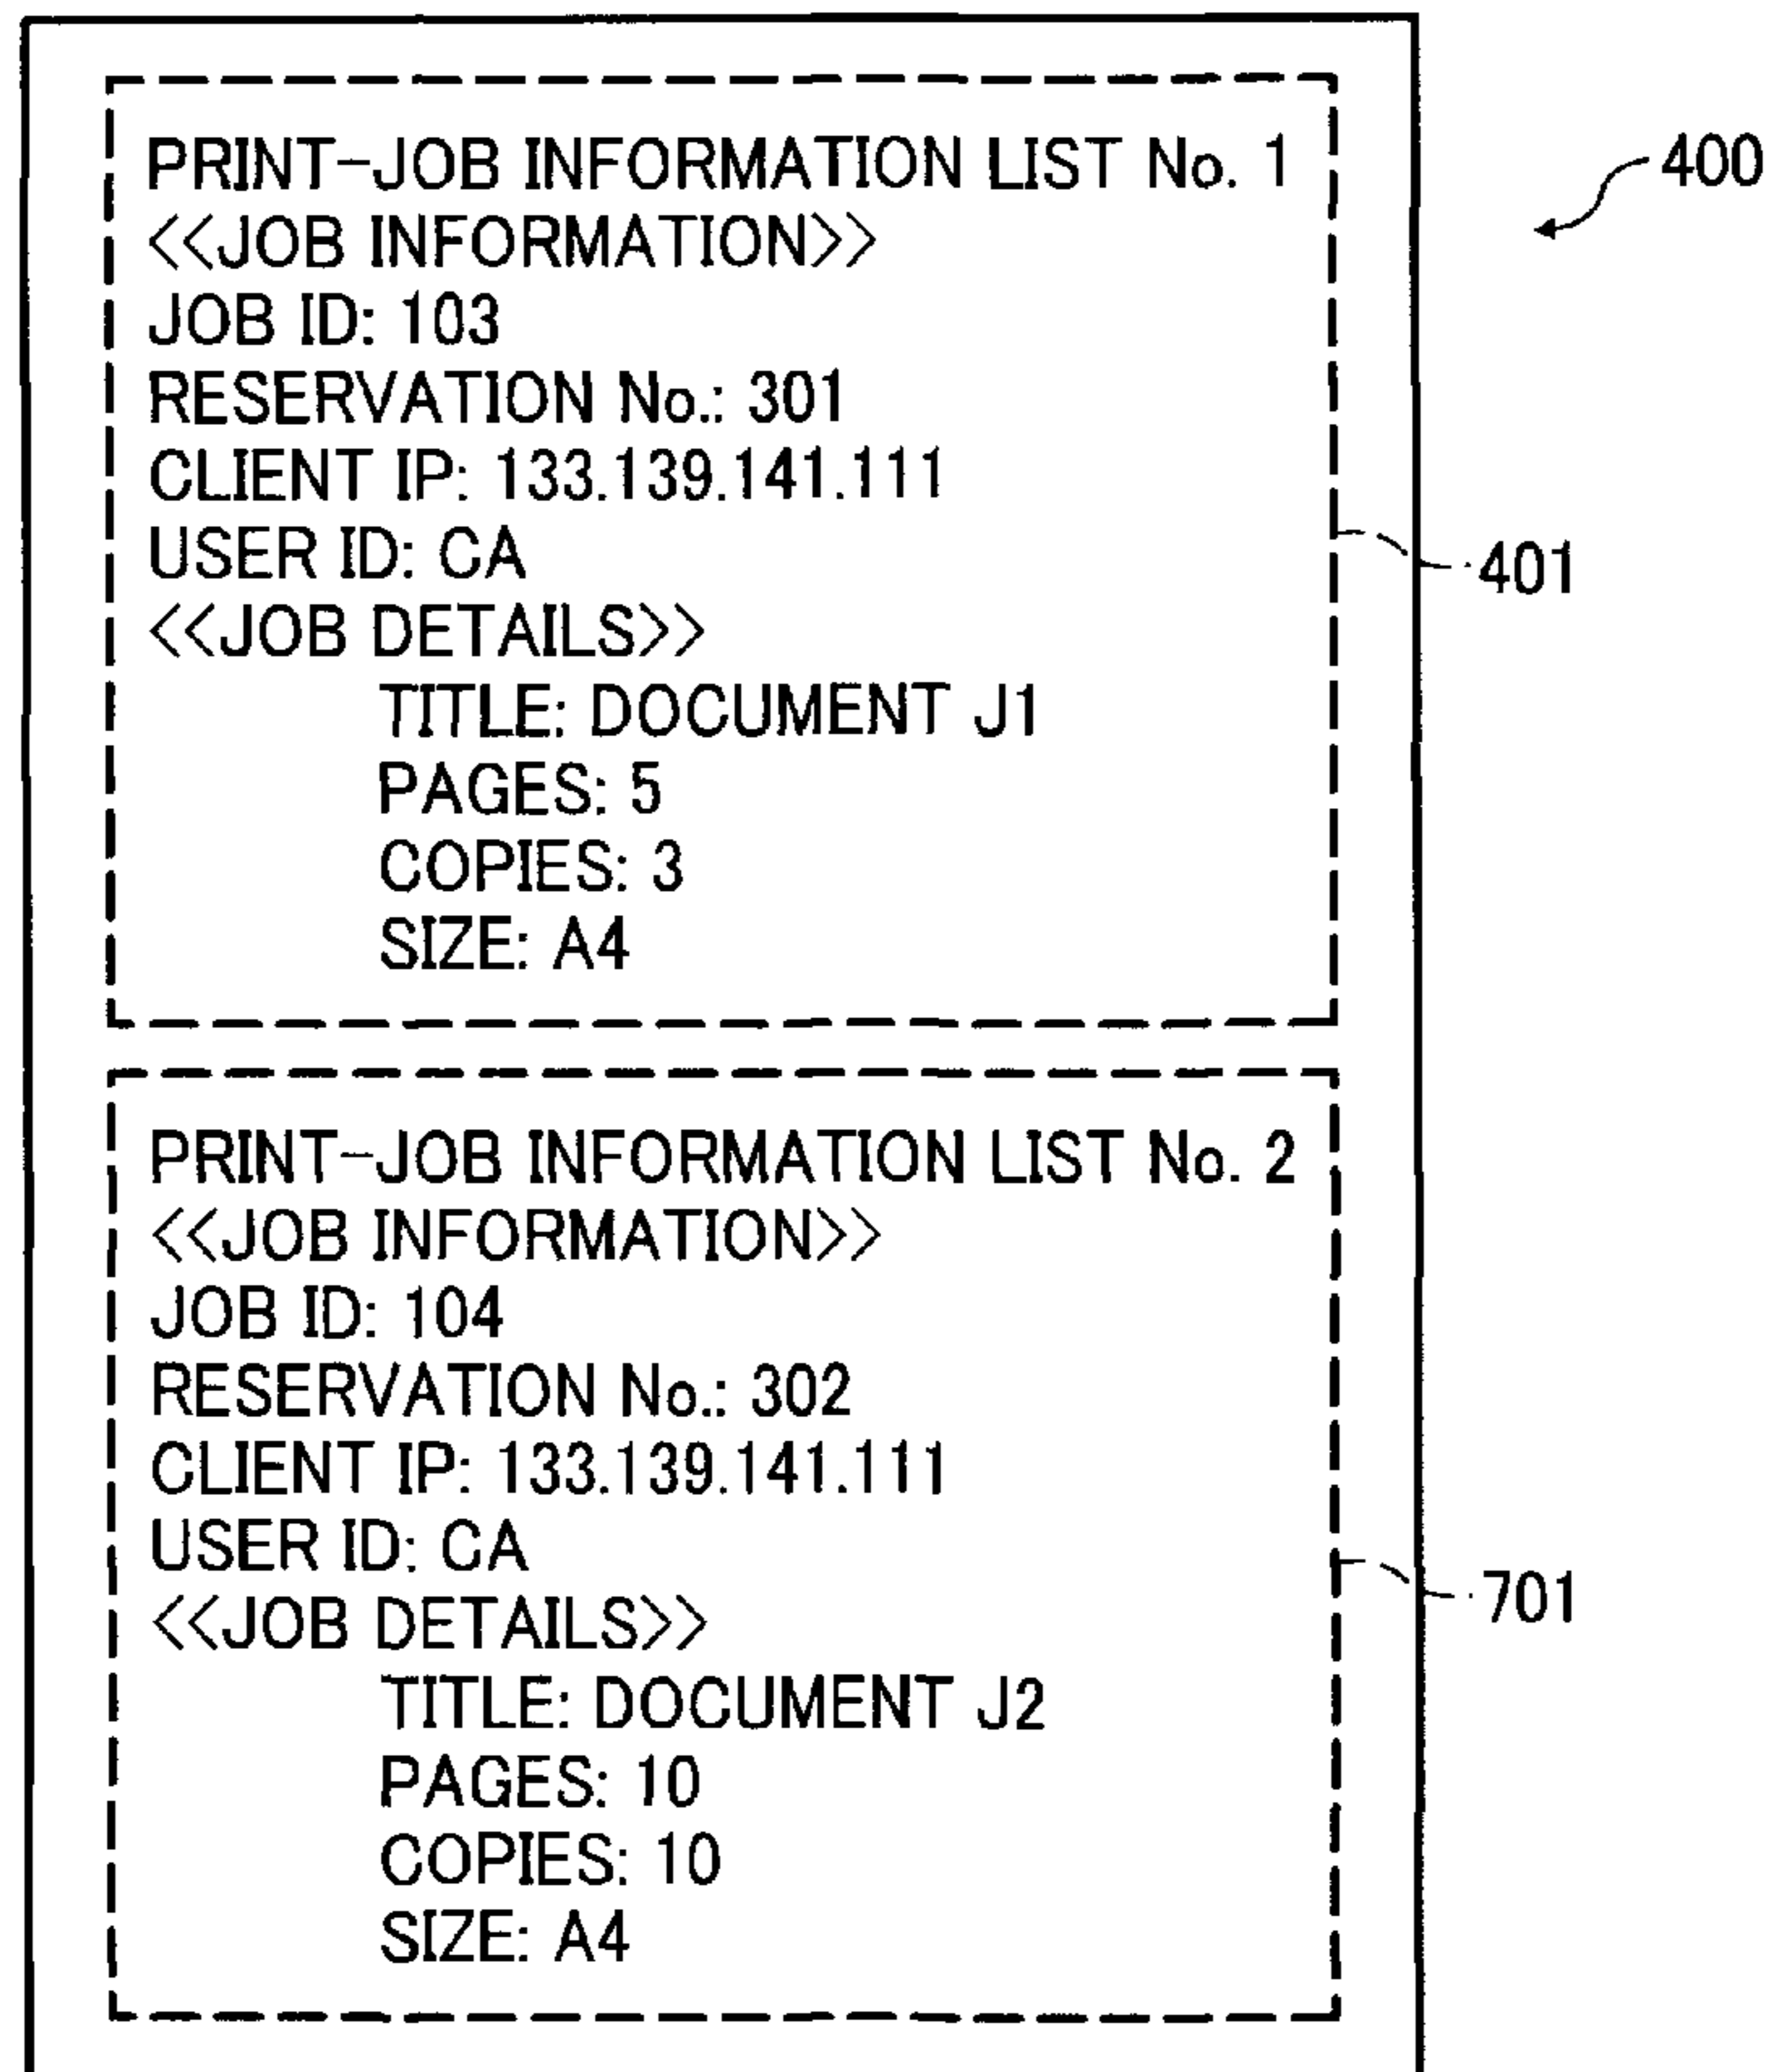 PRINT-JOB INFORMATION LIST No. 1
400
<<JOB INFORMATION>>
JOB ID: 103
RESERVATION No.: 301
CLIENT IP: 133.139.141.111
USER ID: CA
401
<<JOB DETAILS>>
TITLE: DOCUMENT J1
PAGES: 5
COPIES: 3
SIZE: A4
PRINT-JOB INFORMATION LIST No. 2
<<JOB INFORMATION>>
JOB ID: 104
RESERVATION No.: 302
CLIENT IP: 133.139.141.111
USER ID: CA
701
<<JOB DETAILS>>
TITLE: DOCUMENT J2
PAGES: 10
COPIES: 10
SIZE: A4